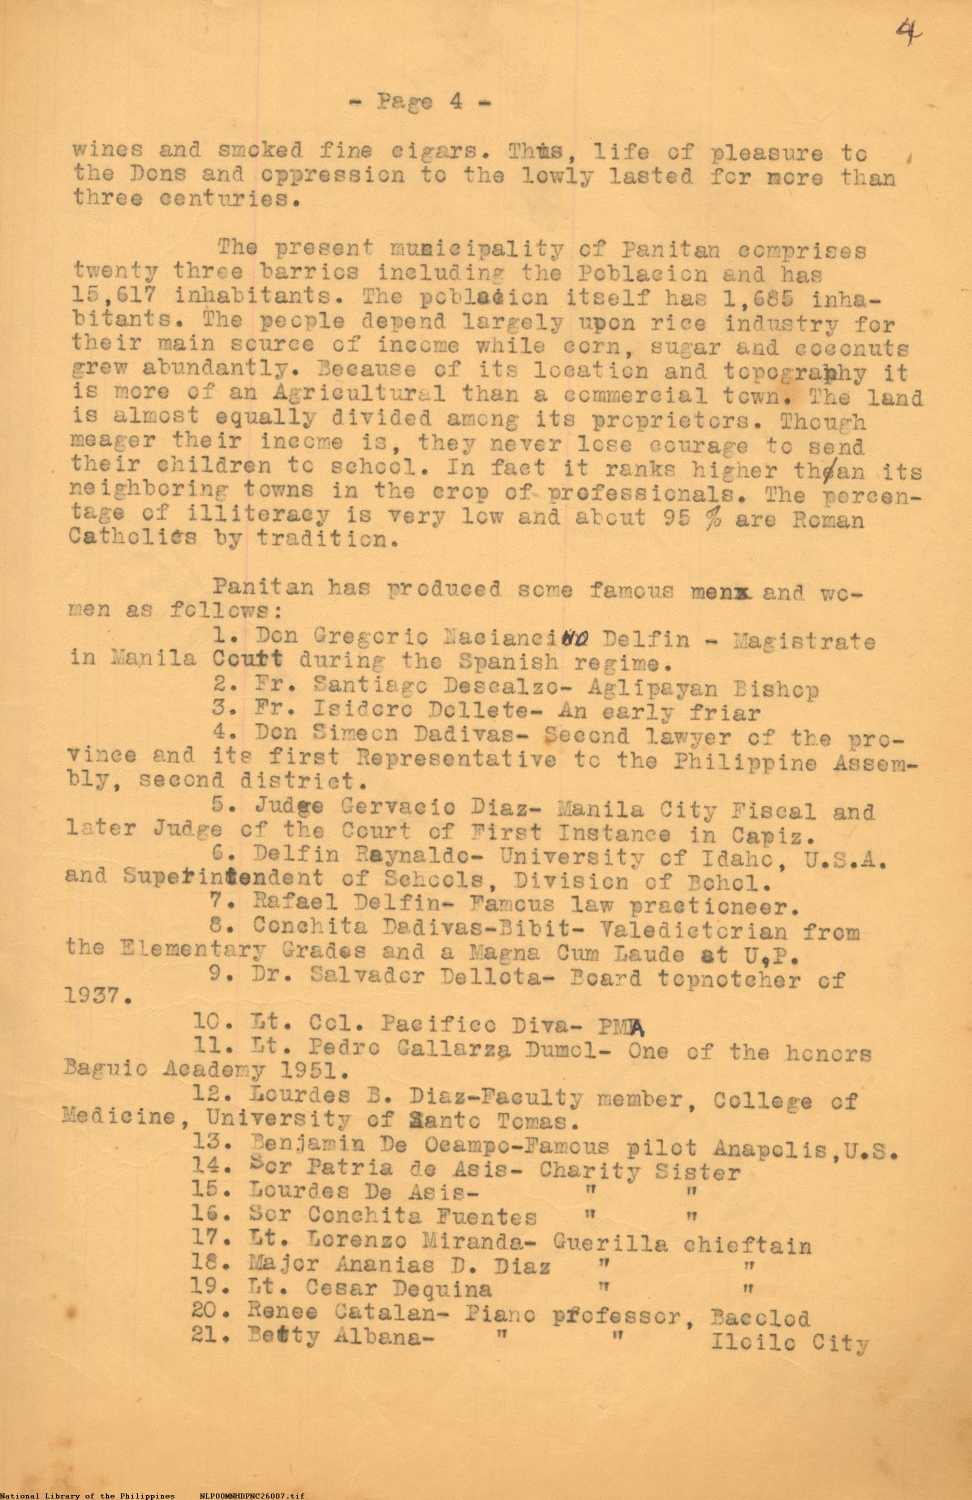 4
- Page 4 -
wines and smoked fine cigars. Thus, life of pleasure to
the Dons and oppression to the lowly lasted for more than
three centuries.
The present municipality of Panitan comprises
twenty three barrios including the Poblacion and has
15,617 inhabitants. The poblacion itself has 1,685 inha-
bitants. The people depend largely upon rice industry for
their main source of income while corn, sugar and coconuts
grew abundantly. Because of its location and topography it
is more of an Agricultural than a commercial town. The land
is almost equally divided among its proprietors. Though
meager their income is, they never lose courage to send
their children to school. In fact it ranks higher than its
neighboring towns in the crop of professionals. The percen-
tage of illiteracy is very low and about 95 % are Roman
Catholics by tradition.
Panitan has produced some famous men and wo-
men as follows:
1. Don Gregorio Naciancino Delfin - Magistrate
in Manila Court during the Spanish regime.
2. Fr. Santiago Descalzo- Aglipayan Bishop
3. Fr. Isidoro Dollete- An early friar
4. Don Simeon Dadivas- Second lawyer of the pro-
vince and its first Representative to the Philippine Assem-
bly, second district.
5. Judge Gervacio Diaz- Manila City Fiscal and
later Judge of the Court of First Instance in Capiz.
6. Delfin Raynaldo- University of Idaho, U.S.A.
and Superintendent of Schools, Division of Bohol.
7. Rafael Delfin- Famous law practioneer.
8. Conchita Dadivas-Bibit- Valedictorian from
the Elementary Grades and a Magna Cum Laude at U.P.
9. Dr. Salvador Dellota- Board topnotcher of
1937.
10. Lt. Col. Pacifico Diva- PMA
11. Lt. Pedro Gallarza Dumol- One of the honors
Baguio Academy 1951.
12. Lourdes B. Diaz-Faculty member, College of
Medicine, University of Santo Tomas.
13. Benjamin De Ocampo-Famous pilot Anapolis,U.S.
14. Sor Patria de Asis- Charity Sister
15. Lourdes De Asis- " "
16. Sor Conchita Fuentes " "
17. Lt. Lorenzo Miranda- Guerilla chieftain
18. Major Ananias D. Diaz " "
19. Lt. Cesar Dequina " "
20. Renee Catalan- Piano professor, Bacolod
21. Betty Albana- " " Iloilo City
National Library of the Philippines NLPOOMNHDPNC26007.tif